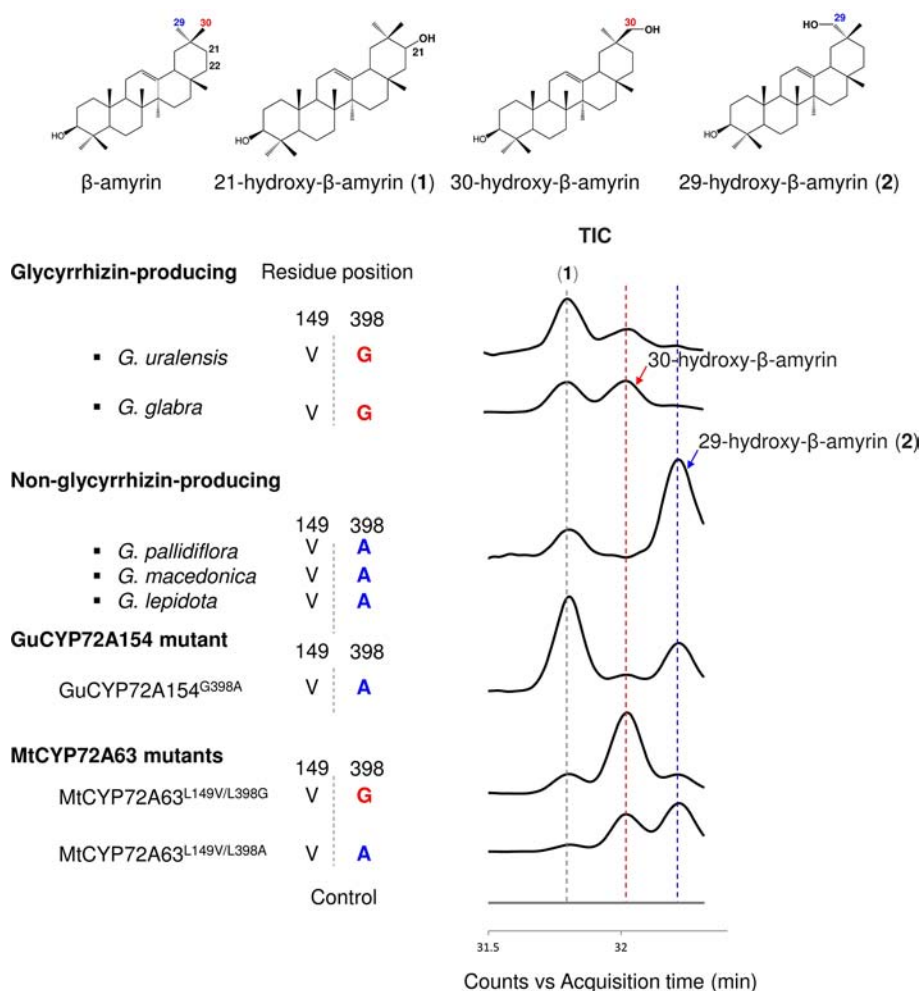 29 30
21
22
HO
β-amyrin
OH
21
HO
21-hydroxy-β-amyrin (1)
30
OH
HO
30-hydroxy-β-amyrin
29
HO
HO
29-hydroxy-β-amyrin (2)
TIC
Glycyrrhizin-producing Residue position (1)
149 398
▪ G. uralensis V G
30-hydroxy-β-amyrin
▪ G. glabra V G
29-hydroxy-β-amyrin (2)
Non-glycyrrhizin-producing
149 398
▪ G. pallidiflora V A
▪ G. macedonica V A
▪ G. lepidota V A
GuCYP72A154 mutant
149 398
GuCYP72A154G398A V A
MtCYP72A63 mutants
149 398
MtCYP72A63L149V/L398G V G
MtCYP72A63L149V/L398A V A
Control
31.5 32
Counts vs Acquisition time (min)